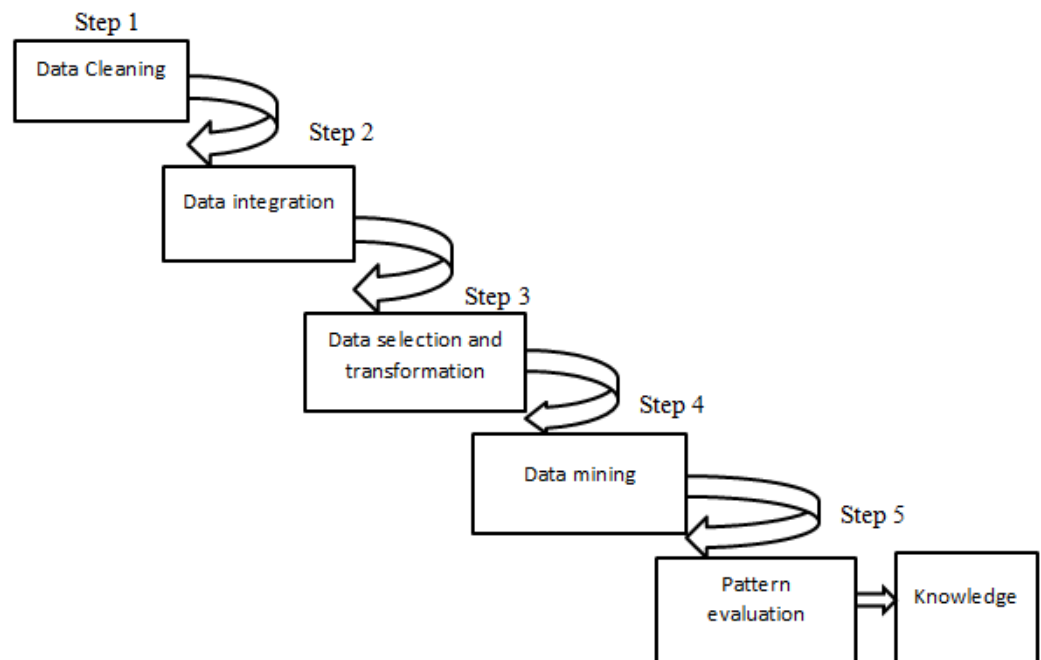 Step 1
Data Cleaning
Step 2
Data integration
Step 3
Data selection and
transformation
Step 4
Data mining
Step 5
Pattern
evaluation
Knowledge